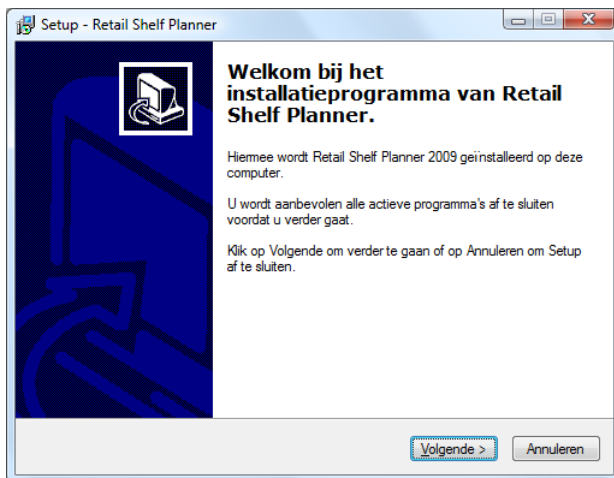 Setup - Retail Shelf Planner
Welkom bij het
installatieprogramma van Retail
Shelf Planner.
Hiermee wordt Retail Shelf Planner 2009 geïnstalleerd op deze
computer.
U wordt aanbevolen alle actieve programma's af te sluiten
voordat u verder gaat.
Klik op Volgende om verder te gaan of op Annuleren om Setup
af te sluiten.
Volgende >
Annuleren